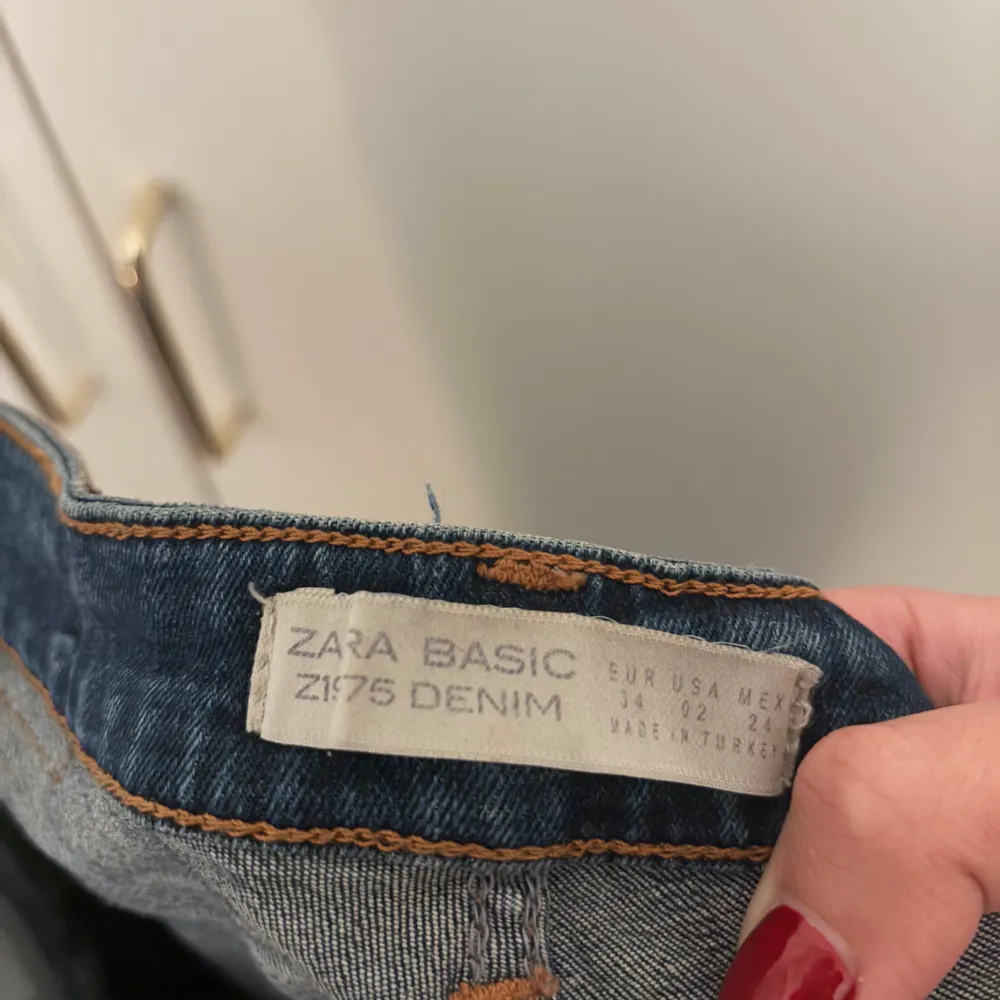 ZARA BASIC
Z1975 DENIM
EUR USA MEX
34 02 24
MADE IN TURKEY